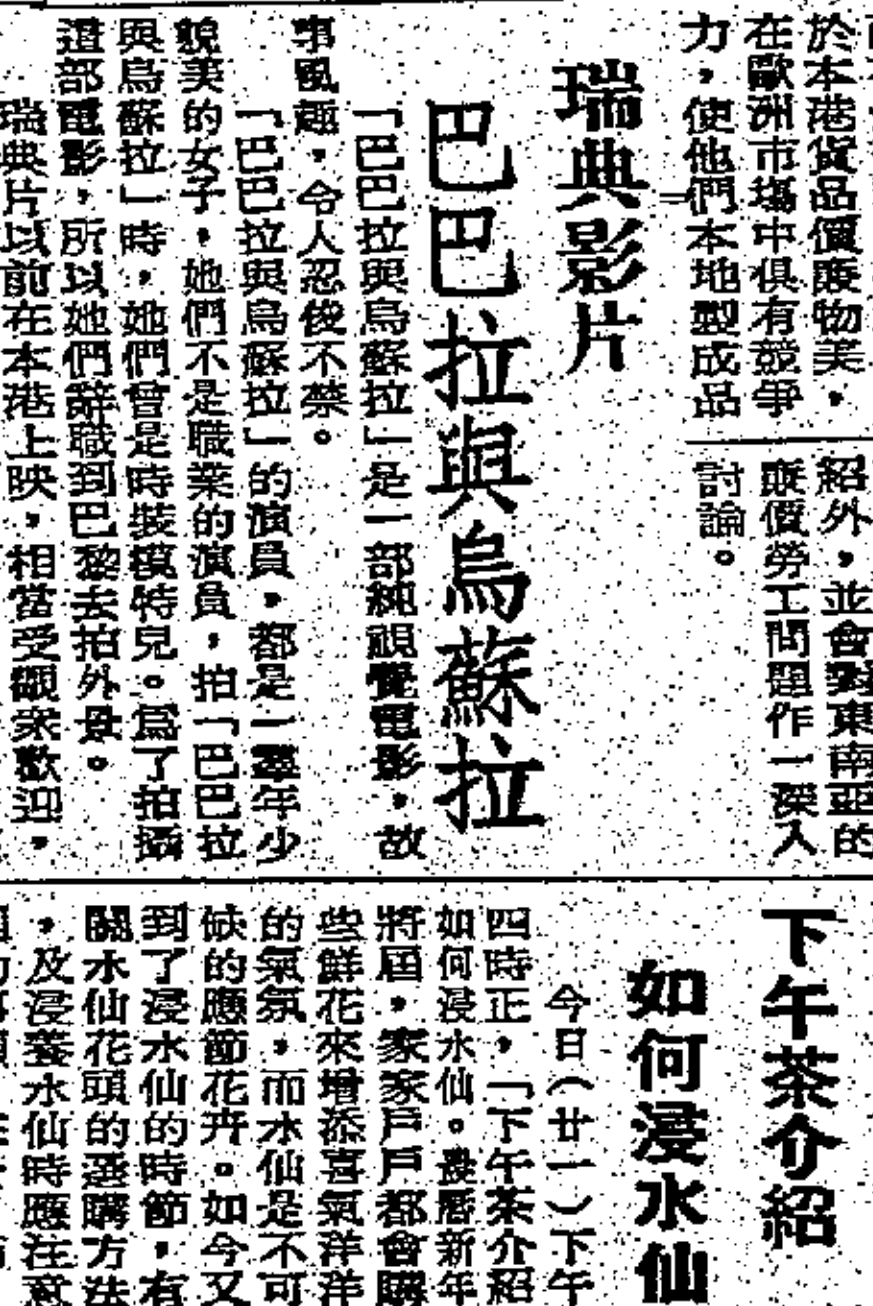 於本港貨品價廉物美，
在歐洲市場中俱有競爭
力，使他們本地製成品
紹外，並會對東南亞的
廉價勞工問題作一深入
討論。
瑞典影片
巴巴拉與烏蘇拉
「巴巴拉與烏蘇拉」是一部純視覺電影，故
事風趣，令人忍俊不禁。
「巴巴拉與烏蘇拉」的演員，都是一羣年少
貌美的女子，她們不是職業的演員，拍「巴巴拉
與烏蘇拉」時，她們曾是時裝模特兒。爲了拍攝
這部電影，所以她們辭職到巴黎去拍外景。
瑞典片以前在本港上映，相當受觀衆歡迎，
下午茶介紹
如何浸水仙
今日（廿一）下午
四時正，「下午茶介紹
如何浸水仙。農曆新年
將屆，家家戶戶都會購
些鮮花來增添喜氣洋洋
的氣氛，而水仙是不可
缺的應節花卉。如今又
到了浸水仙的時節，有
關水仙花頭的選購方法
，及浸養水仙時應注意